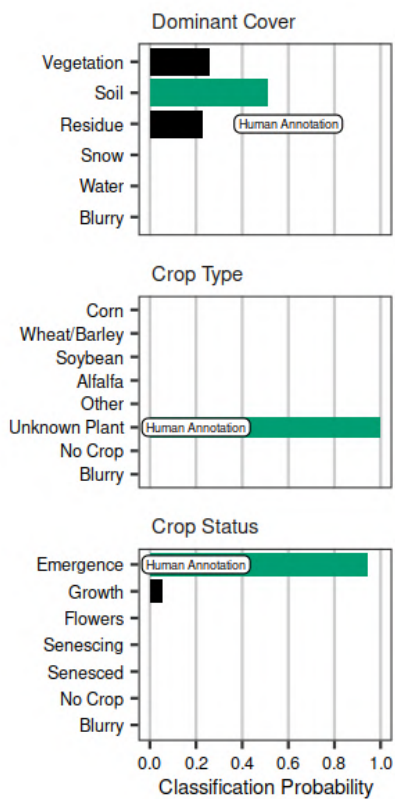 Dominant Cover
Vegetation
Soil
Residue
Human Annotation
Snow
Water
Blurry
Crop Type
Corn
Wheat/Barley
Soybean
Alfalfa
Other
Unknown Plant
Human Annotation
No Crop
Blurry
Crop Status
Emergence
Human Annotation
Growth
Flowers
Senescing
Senesced
No Crop
Blurry
0.0 0.2 0.4 0.6 0.8 1.0
Classification Probability